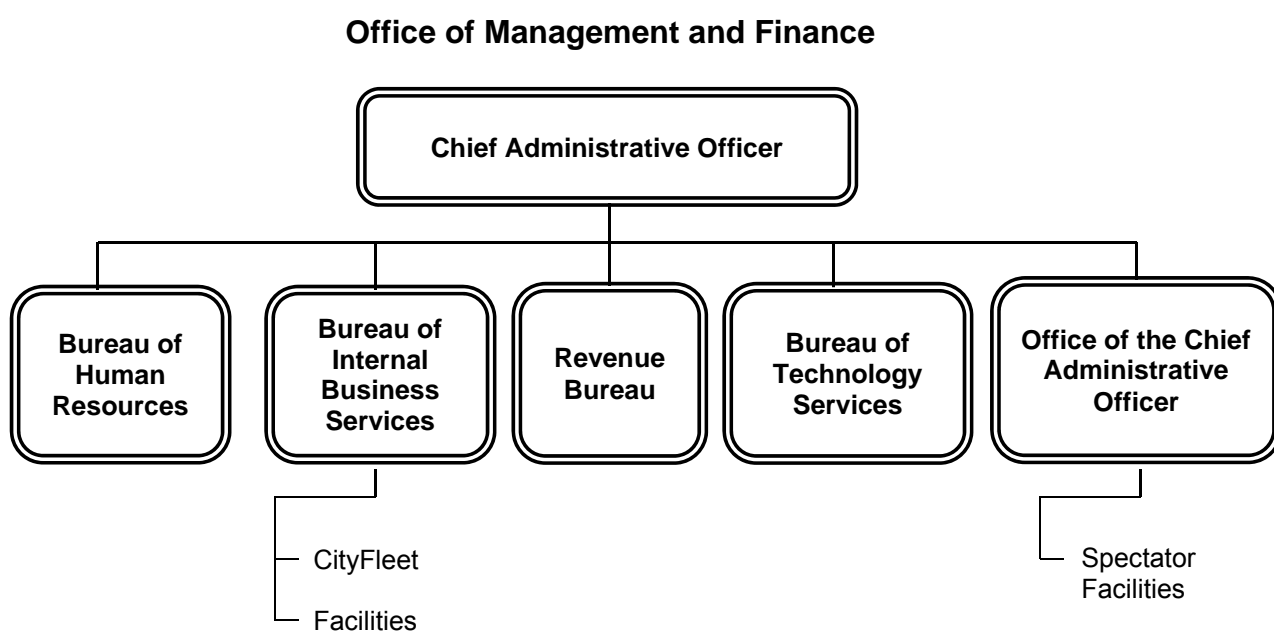 Office of Management and Finance
Chief Administrative Officer
Bureau of
Human
Resources
Bureau of
Internal
Business
Services
Revenue
Bureau
Bureau of
Technology
Services
Office of the Chief
Administrative
Officer
CityFleet
Facilities
Spectator
Facilities